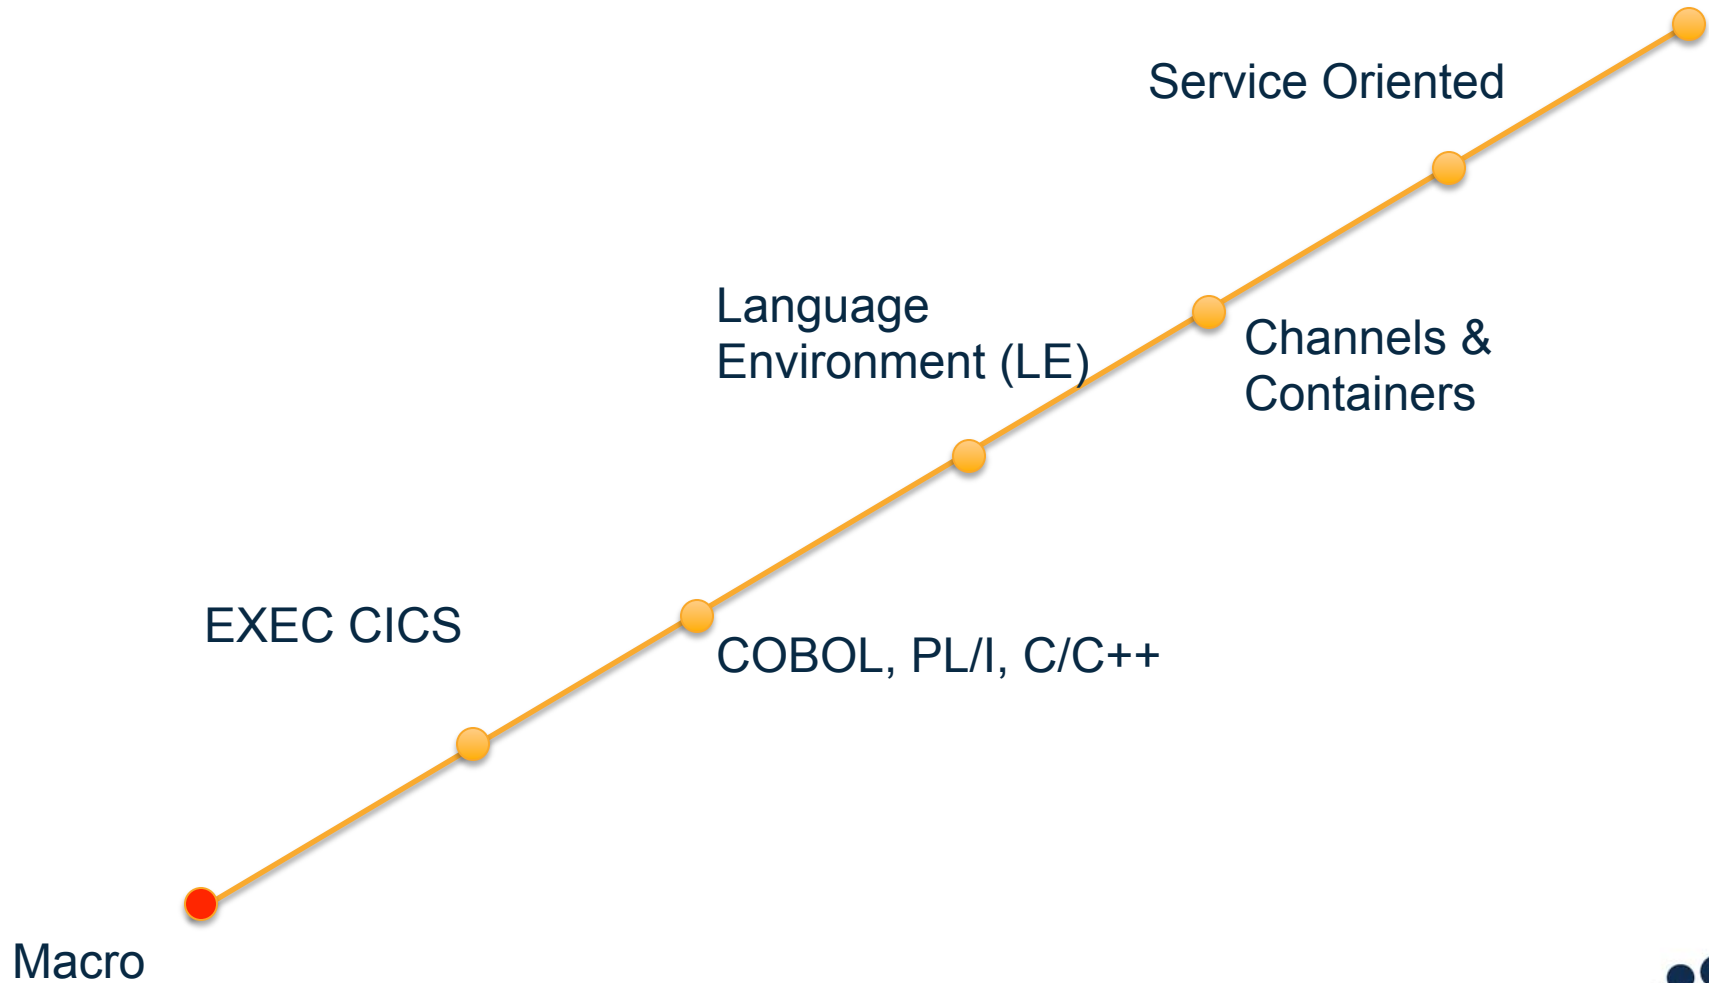 Service Oriented
Language
Environment (LE)
Channels &
Containers
EXEC CICS
COBOL, PL/I, C/C++
Macro